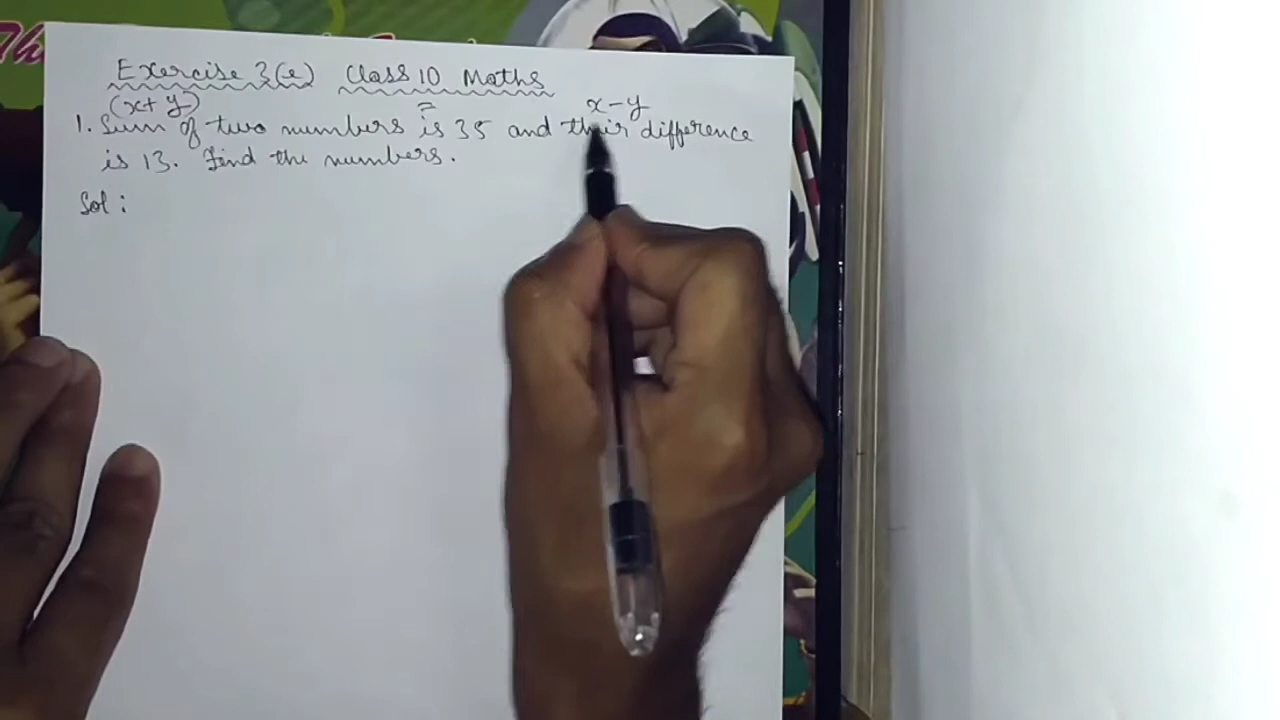 Exercise 3(e) Class 10 Maths
(x+y) = x-y
1. Sum of two numbers is 35 and their difference
is 13. Find the numbers.
Sol: